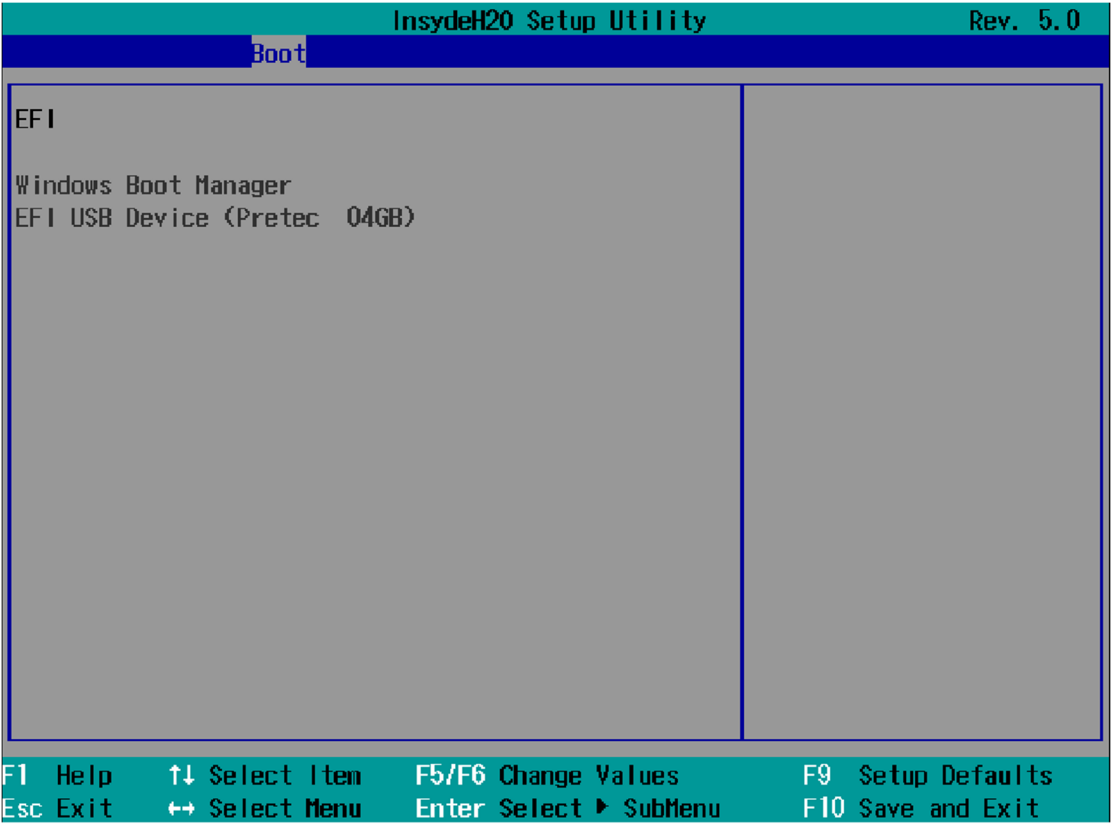 InsydeH2O Setup Utility Rev. 5.0
Boot
EFI
Windows Boot Manager
EFI USB Device (Pretec 04GB)
F1 Help ↑↓ Select Item F5/F6 Change Values F9 Setup Defaults
Esc Exit ↔ Select Menu Enter Select ▶ SubMenu F10 Save and Exit